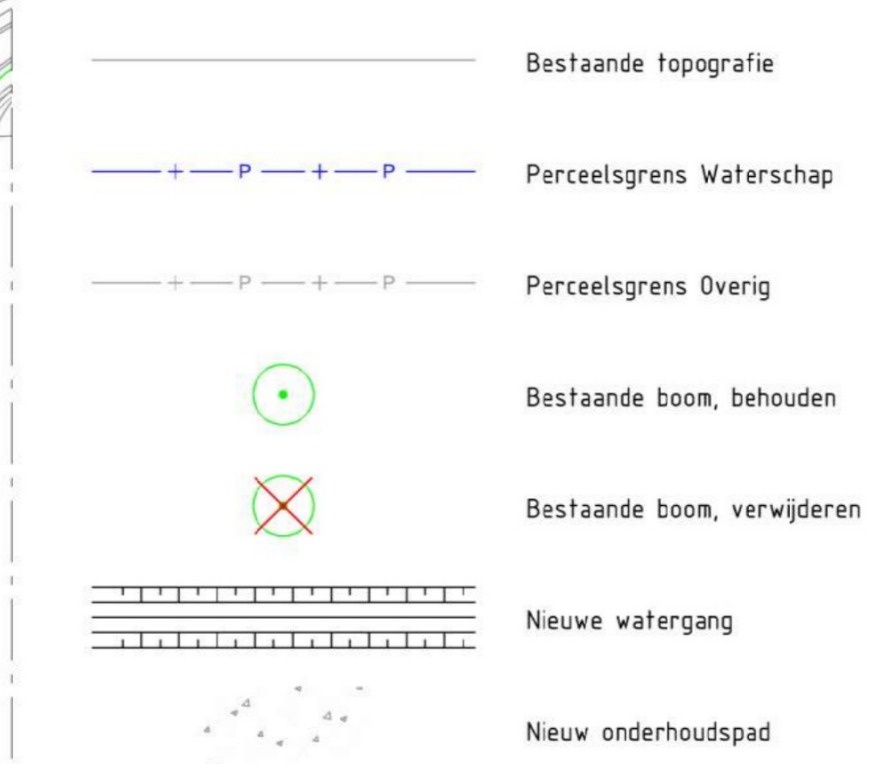 Bestaande topografie
P P Perceelsgrens Waterschap
P P Perceelsgrens Overig
Bestaande boom, behouden
Bestaande boom, verwijderen
Nieuwe watergang
Nieuw onderhoudspad